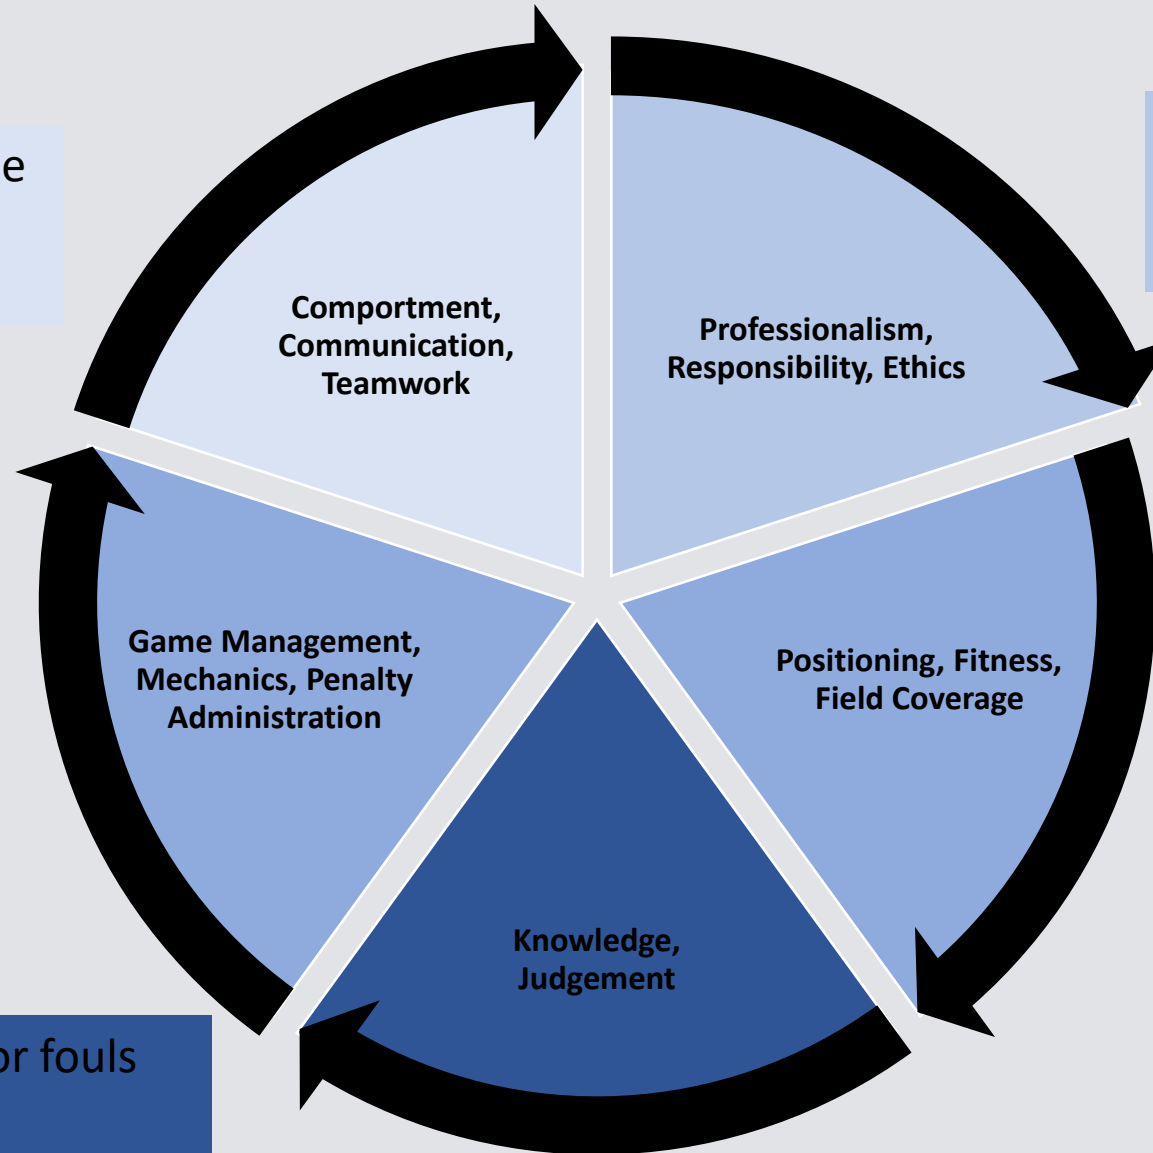 e
Comportment,
Communication,
Teamwork
Professionalism,
Responsibility, Ethics
Game Management,
Mechanics, Penalty
Administration
Positioning, Fitness,
Field Coverage
Knowledge,
Judgement
or fouls